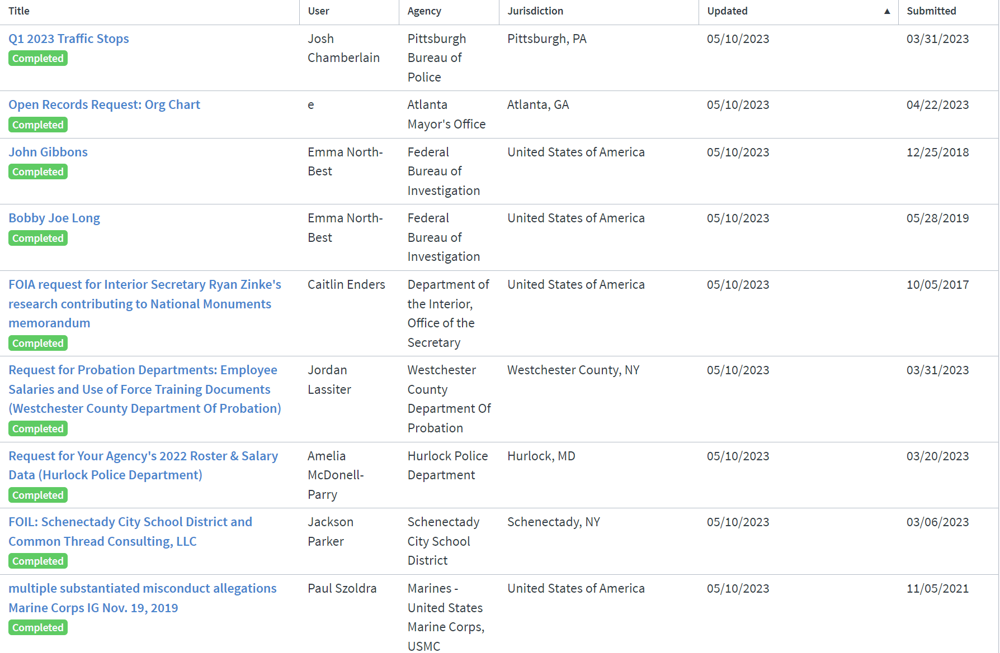 Title User Agency Jurisdiction Updated ▲ Submitted
Q1 2023 Traffic Stops Josh Pittsburgh Pittsburgh, PA 05/10/2023 03/31/2023
Completed Chamberlain Bureau of
Police
Open Records Request: Org Chart e Atlanta Atlanta, GA 05/10/2023 04/22/2023
Completed Mayor's Office
John Gibbons Emma North- Federal United States of America 05/10/2023 12/25/2018
Completed Best Bureau of
Investigation
Bobby Joe Long Emma North- Federal United States of America 05/10/2023 05/28/2019
Completed Best Bureau of
Investigation
FOIA request for Interior Secretary Ryan Zinke's Caitlin Enders Department of United States of America 05/10/2023 10/05/2017
research contributing to National Monuments the Interior,
memorandum Office of the
Completed Secretary
Request for Probation Departments: Employee Jordan Westchester Westchester County, NY 05/10/2023 03/31/2023
Salaries and Use of Force Training Documents Lassiter County
(Westchester County Department Of Probation) Department Of
Completed Probation
Request for Your Agency's 2022 Roster & Salary Amelia Hurlock Police Hurlock, MD 05/10/2023 03/20/2023
Data (Hurlock Police Department) McDonell- Department
Completed Parry
FOIL: Schenectady City School District and Jackson Schenectady Schenectady, NY 05/10/2023 03/06/2023
Common Thread Consulting, LLC Parker City School
Completed District
multiple substantiated misconduct allegations Paul Szoldra Marines - United States of America 05/10/2023 11/05/2021
Marine Corps IG Nov. 19, 2019 United States
Completed Marine Corps,
USMC